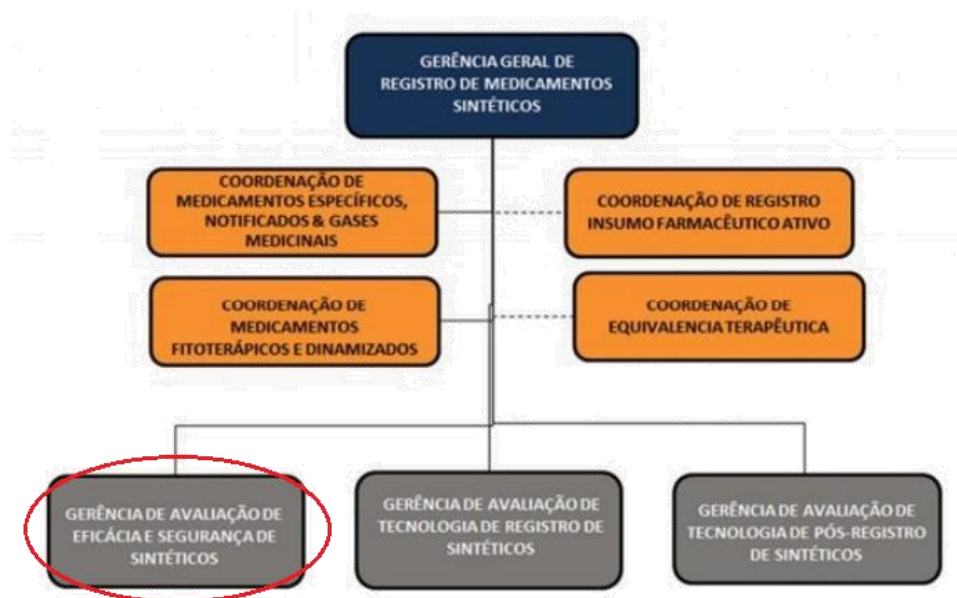 GERÊNCIA GERAL DE
REGISTRO DE MEDICAMENTOS
SINTÉTICOS
COORDENAÇÃO DE
MEDICAMENTOS ESPECÍFICOS,
NOTIFICADOS & GASES
MEDICINAIS
COORDENAÇÃO DE REGISTRO
INSUMO FARMACÊUTICO ATIVO
COORDENAÇÃO DE
MEDICAMENTOS
FITOTERÁPICOS E DINAMIZADOS
COORDENAÇÃO DE
EQUIVALENCIA TERAPÊUTICA
GERÊNCIA DE AVALIAÇÃO DE
EFICÁCIA E SEGURANÇA DE
SINTÉTICOS
GERÊNCIA DE AVALIAÇÃO DE
TECNOLOGIA DE REGISTRO DE
SINTÉTICOS
GERÊNCIA DE AVALIAÇÃO DE
TECNOLOGIA DE PÓS-REGISTRO
DE SINTÉTICOS